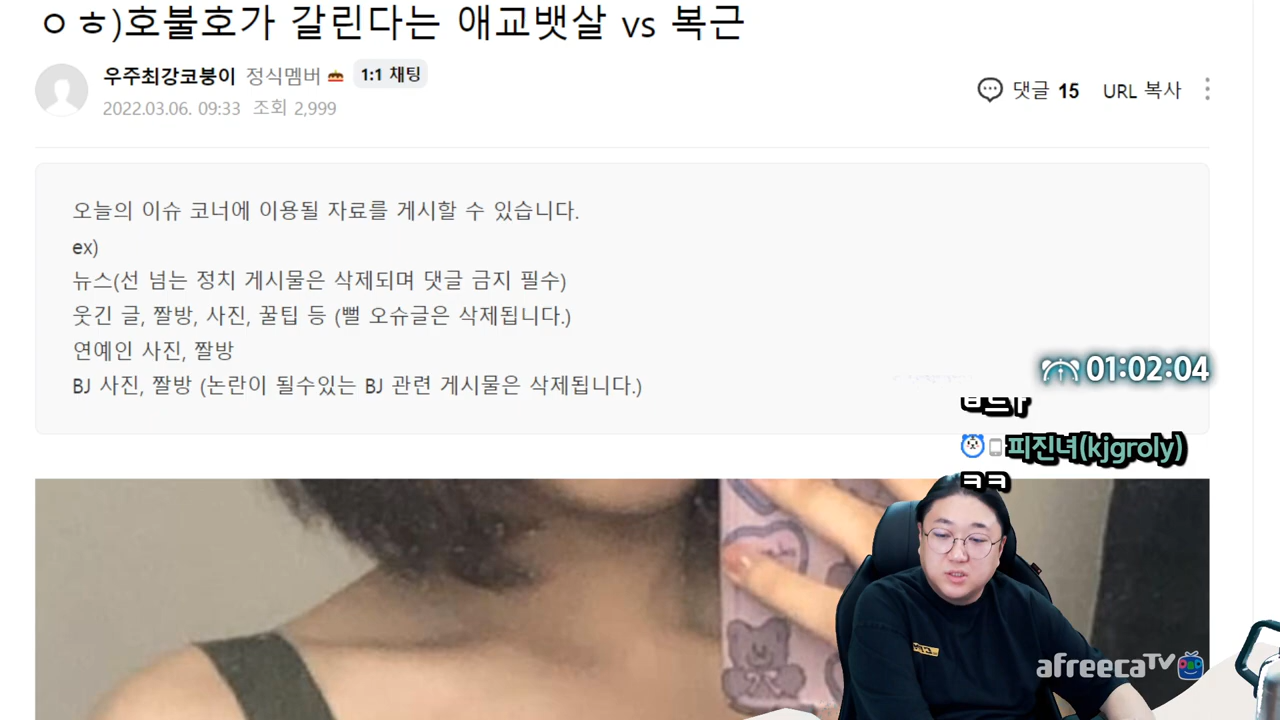 ㅇㅎ)호불호가 갈린다는 애교뱃살 vs 복근
우주최강코붕이 정식멤버 1:1 채팅
2022.03.06. 09:33 조회 2,999
댓글 15 URL 복사
오늘의 이슈 코너에 이용될 자료를 게시할 수 있습니다.
ex)
뉴스(선 넘는 정치 게시물은 삭제되며 댓글 금지 필수)
웃긴 글, 짤방, 사진, 꿀팁 등 (뻘 오슈글은 삭제됩니다.)
연예인 사진, 짤방
BJ 사진, 짤방 (논란이 될수있는 BJ 관련 게시물은 삭제됩니다.)
01:02:04
피진녀(kjgroly)
ㅋㅋ
afreecaTV